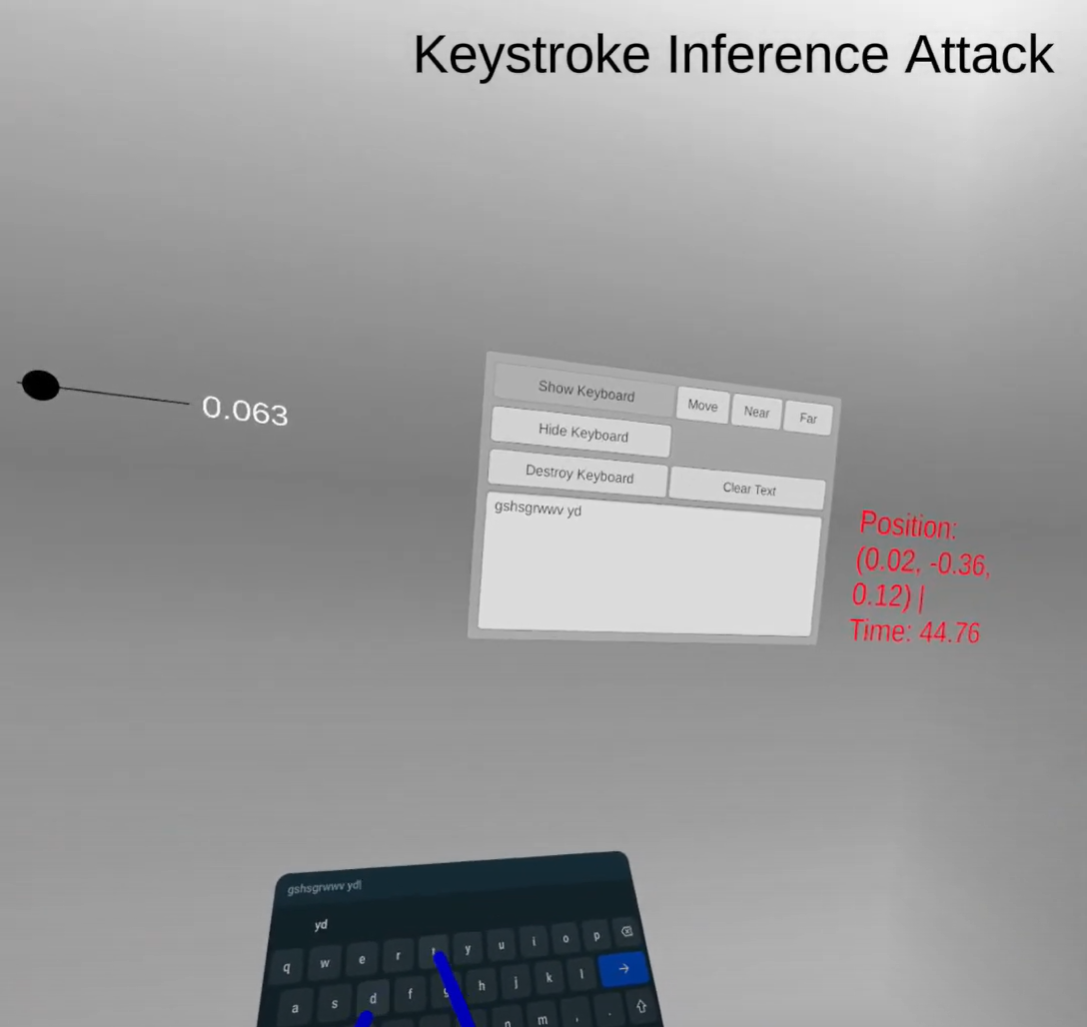 Keystroke Inference Attack
0.063
Show Keyboard
Move
Near
Far
Hide Keyboard
Destroy Keyboard
Clear Text
gshsgrwwv yd
Position:
(0.02, -0.36,
0.12) |
Time: 44.76
gshsgrwwv yd
yd
q w e r t y u i o p
a s d f g h j k l
n m , .